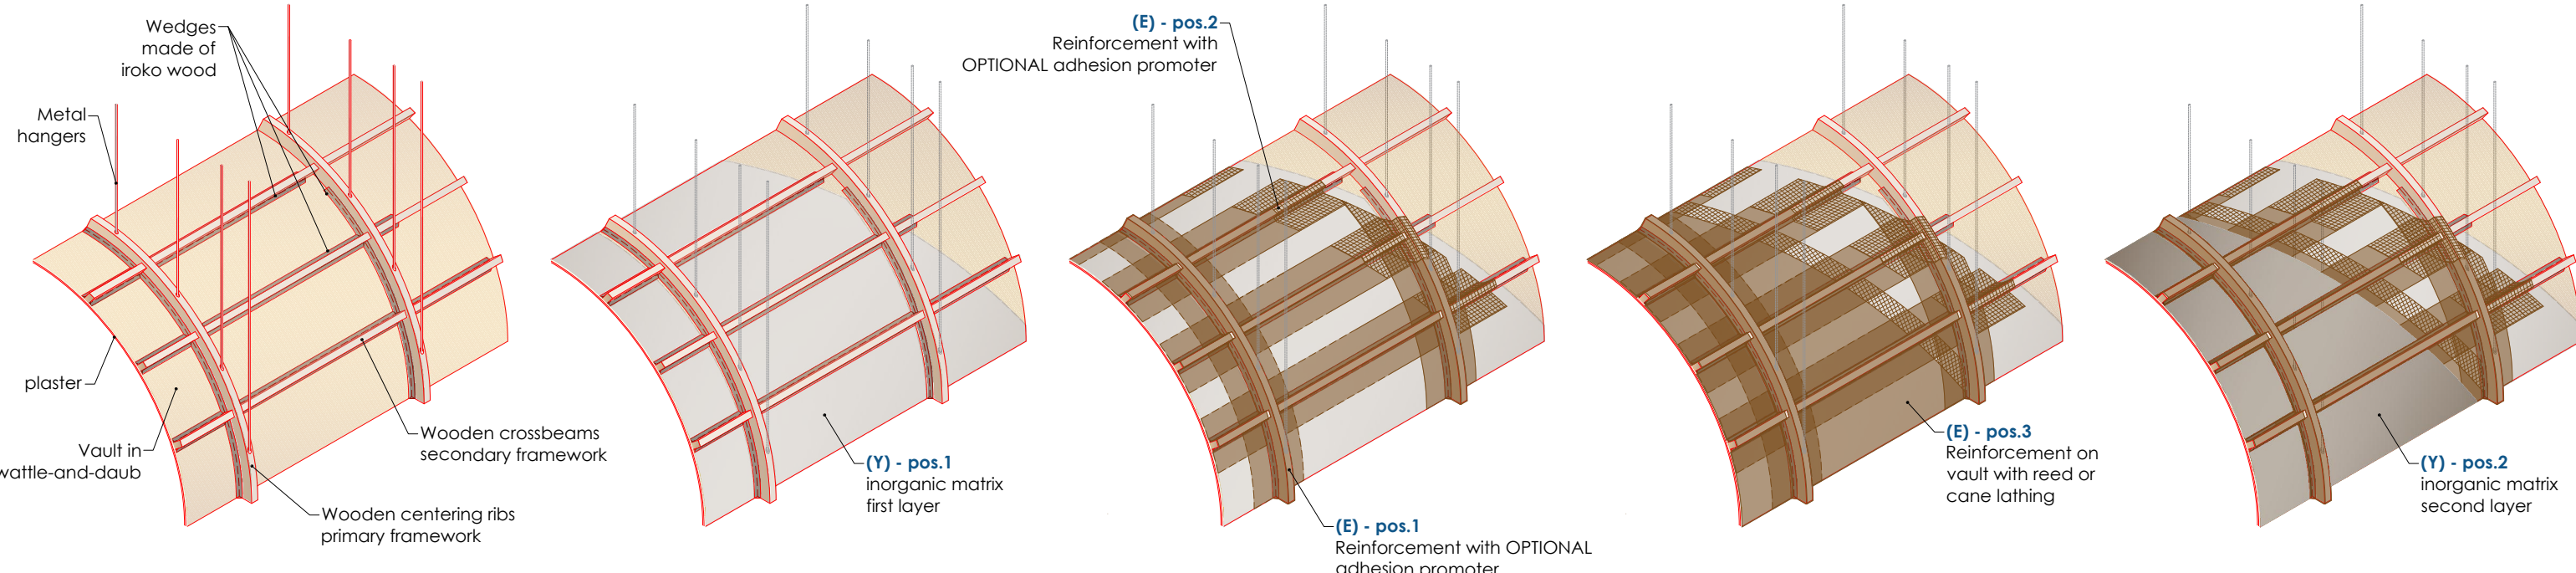 Wedges
made of
iroko wood
Metal
hangers
plaster
Vault in
wattle-and-daub
Wooden crossbeams
secondary framework
Wooden centering ribs
primary framework
(Y) - pos.1
inorganic matrix
first layer
(E) - pos.2
Reinforcement with
OPTIONAL adhesion promoter
(E) - pos.1
Reinforcement with OPTIONAL
adhesion promoter
(E) - pos.3
Reinforcement on
vault with reed or
cane lathing
(Y) - pos.2
inorganic matrix
second layer